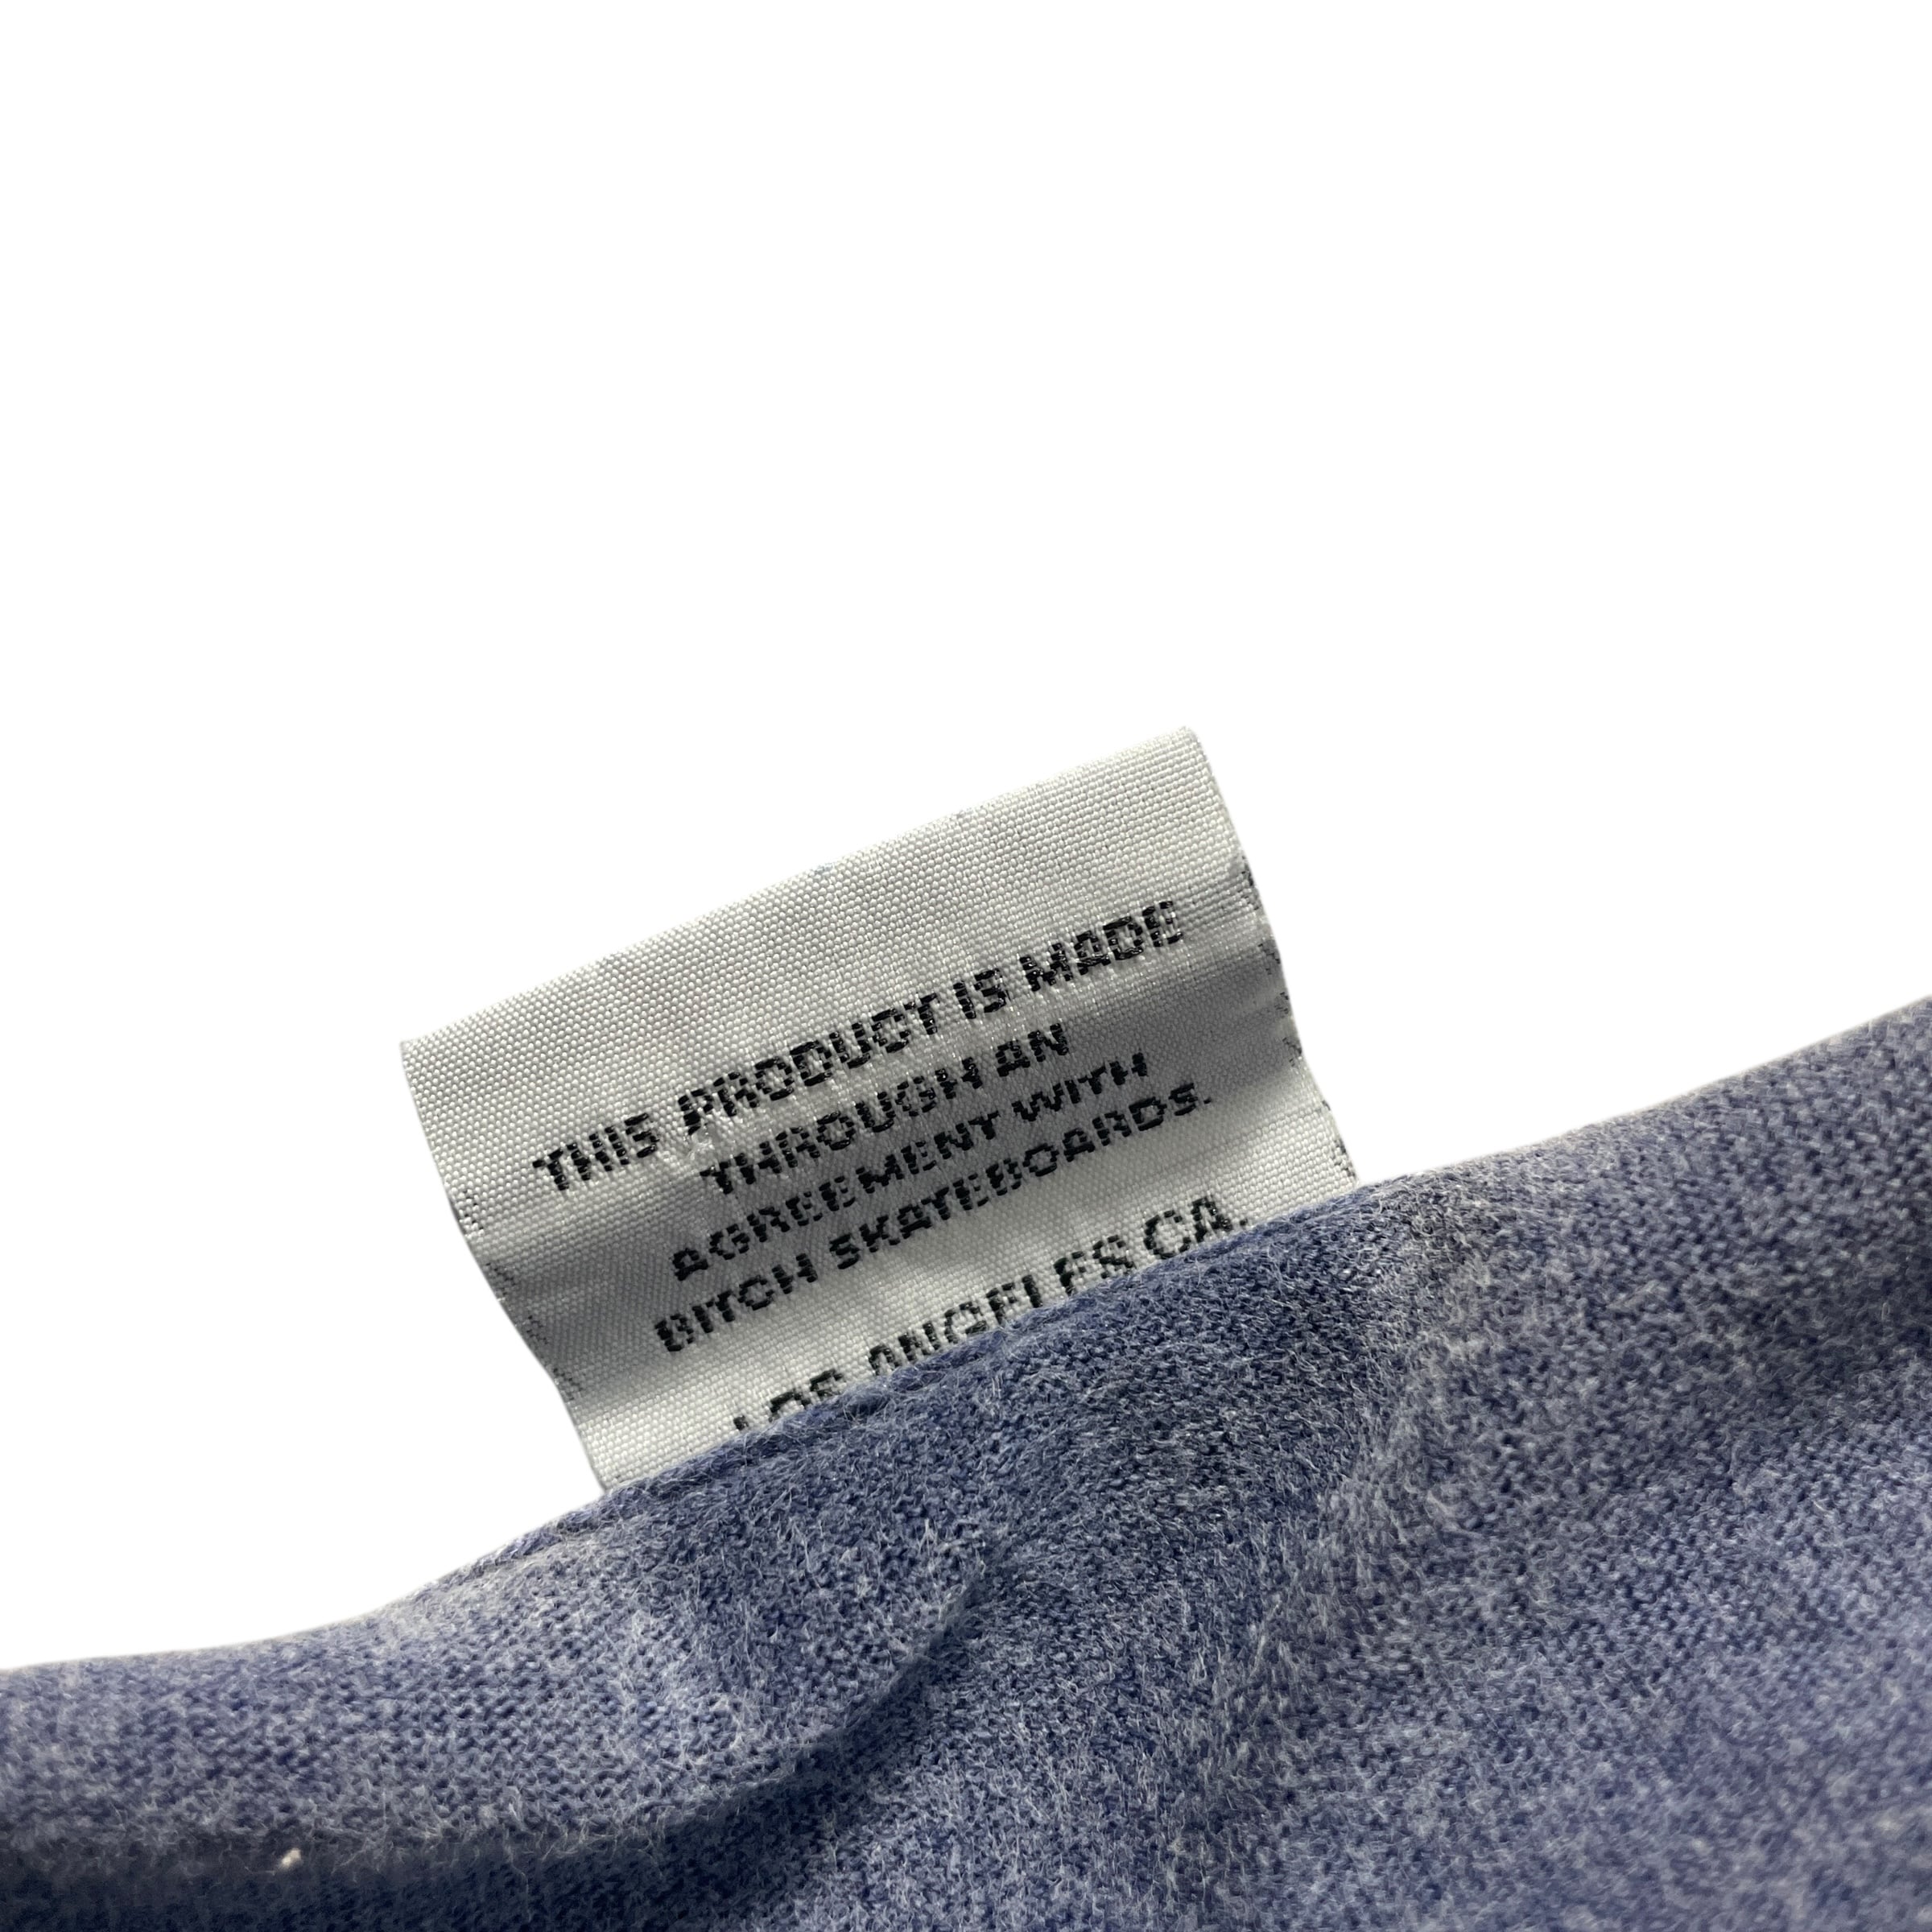 THIS PRODUCT IS MADE
THROUGH AN
AGREEMENT WITH
BITCH SKATEBOARDS.
LOS ANGELES CA.